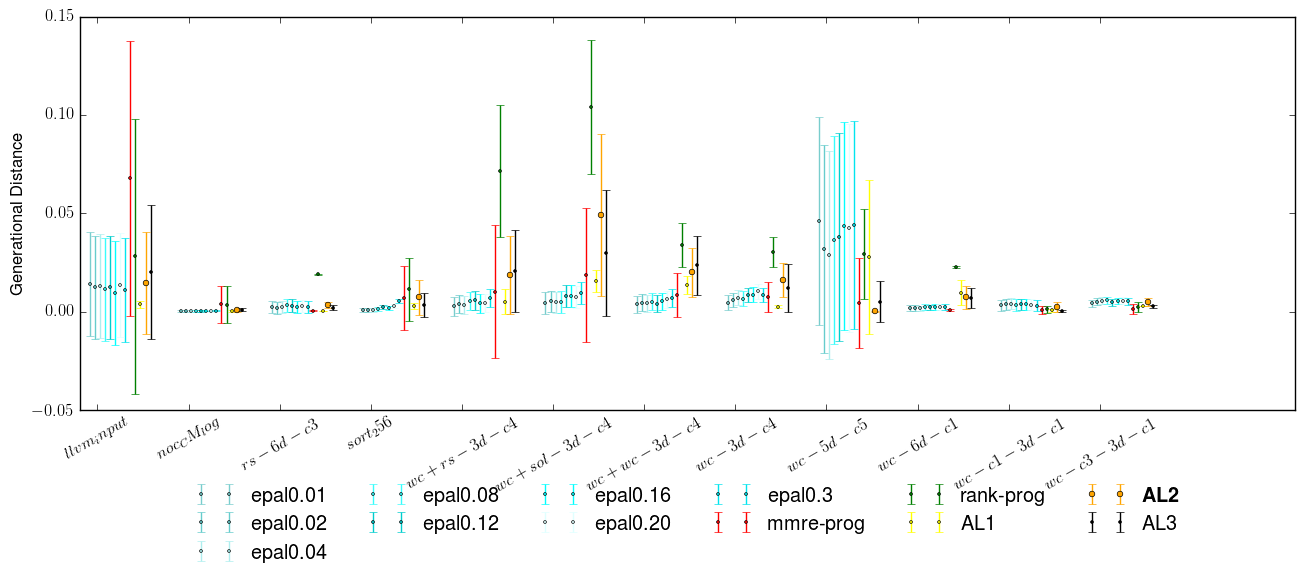 0.15
0.10
0.05
0.00
−0.05
Generational Distance
llvm_input noc_CM_log rs − 6d − c3 sort_256 wc + rs − 3d − c4 wc + sol − 3d − c4 wc + wc − 3d − c4 wc − 3d − c4 wc − 5d − c5 wc − 6d − c1 wc − c1 − 3d − c1 wc − c3 − 3d − c1
epal0.01 epal0.08 epal0.16 epal0.3 rank-prog AL2
epal0.02 epal0.12 epal0.20 mmre-prog AL1 AL3
epal0.04